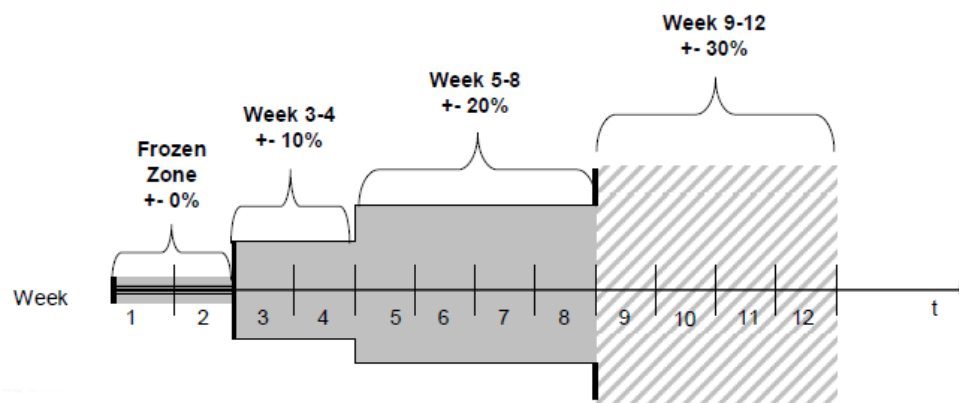 Week 9-12
+- 30%
Week 5-8
+- 20%
Week 3-4
+- 10%
Frozen
Zone
+- 0%
Week 1 2 3 4 5 6 7 8 9 10 11 12 t